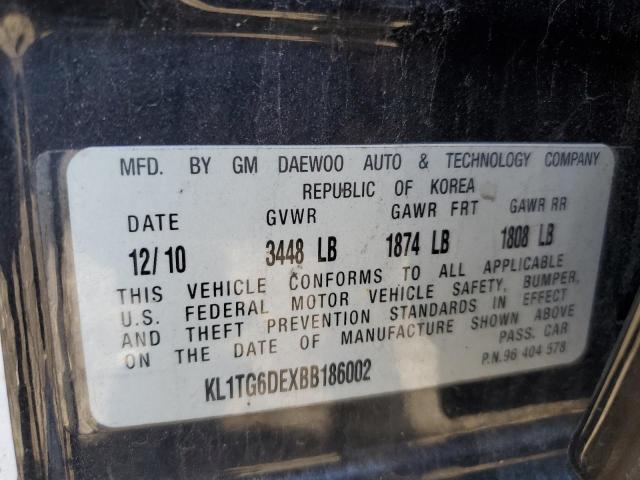 MFD. BY GM DAEWOO AUTO & TECHNOLOGY COMPANY
REPUBLIC OF KOREA
DATE GVWR GAWR FRT GAWR RR
12/10 3448 LB 1874 LB 1808 LB
THIS VEHICLE CONFORMS TO ALL APPLICABLE
U.S. FEDERAL MOTOR VEHICLE SAFETY, BUMPER,
AND THEFT PREVENTION STANDARDS IN EFFECT
ON THE DATE OF MANUFACTURE SHOWN ABOVE
PASS. CAR
KL1TG6DEXBB186002 P.N.96 404 578